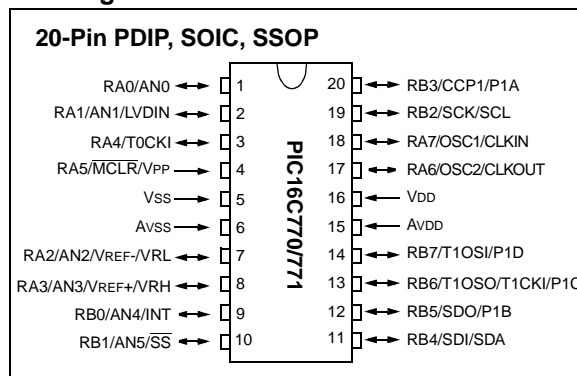 20-Pin PDIP, SOIC, SSOP
RA0/AN0 1
RA1/AN1/LVDIN 2
RA4/T0CKI 3
RA5/MCLR/VPP 4
VSS 5
AVSS 6
RA2/AN2/VREF-/VRL 7
RA3/AN3/VREF+/VRH 8
RB0/AN4/INT 9
RB1/AN5/SS 10
PIC16C770/771
20 RB3/CCP1/P1A
19 RB2/SCK/SCL
18 RA7/OSC1/CLKIN
17 RA6/OSC2/CLKOUT
16 VDD
15 AVDD
14 RB7/T1OSI/P1D
13 RB6/T1OSO/T1CKI/P1C
12 RB5/SDO/P1B
11 RB4/SDI/SDA